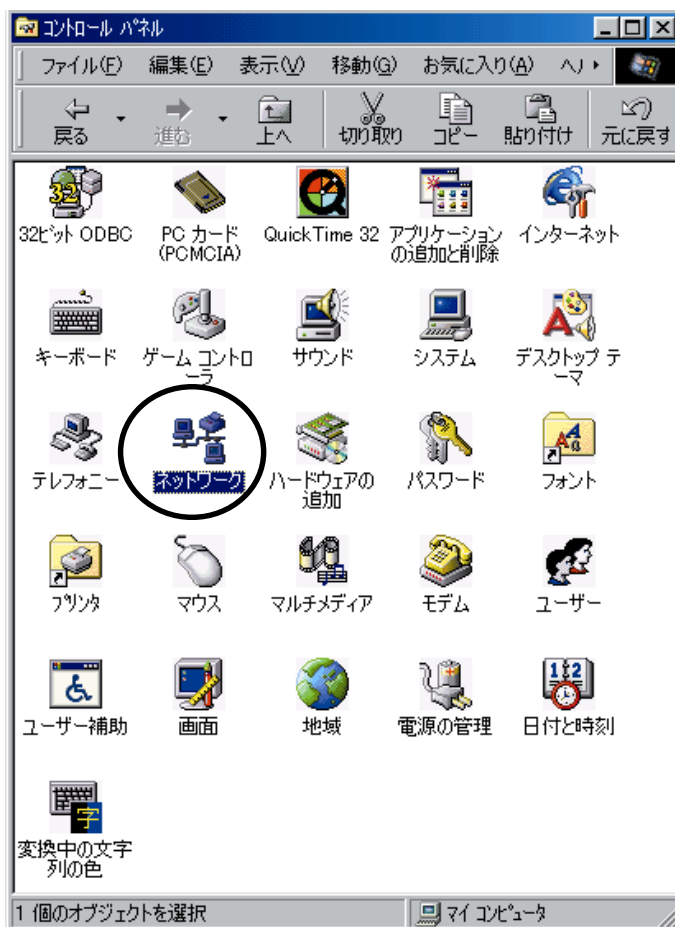 コントロール ﾊﾟﾈﾙ
ファイル(F) 編集(E) 表示(V) 移動(G) お気に入り(A) ヘル
戻る 進む 上へ 切り取り コピー 貼り付け 元に戻す
32ﾋﾞｯﾄ ODBC
PC カード
(PCMCIA)
QuickTime 32
アプリケーション
の追加と削除
インターネット
キーボード
ゲーム コントロ
ーラ
サウンド
システム
デスクトップ テ
ーマ
テレフォニー
ネットワーク
ハードウェアの
追加
パスワード
フォント
ﾌﾟﾘﾝﾀ
マウス
マルチメディア
モデム
ユーザー
ユーザー補助
画面
地域
電源の管理
日付と時刻
変換中の文字
列の色
1 個のオブジェクトを選択 マイ ｺﾝﾋﾟｭｰﾀ